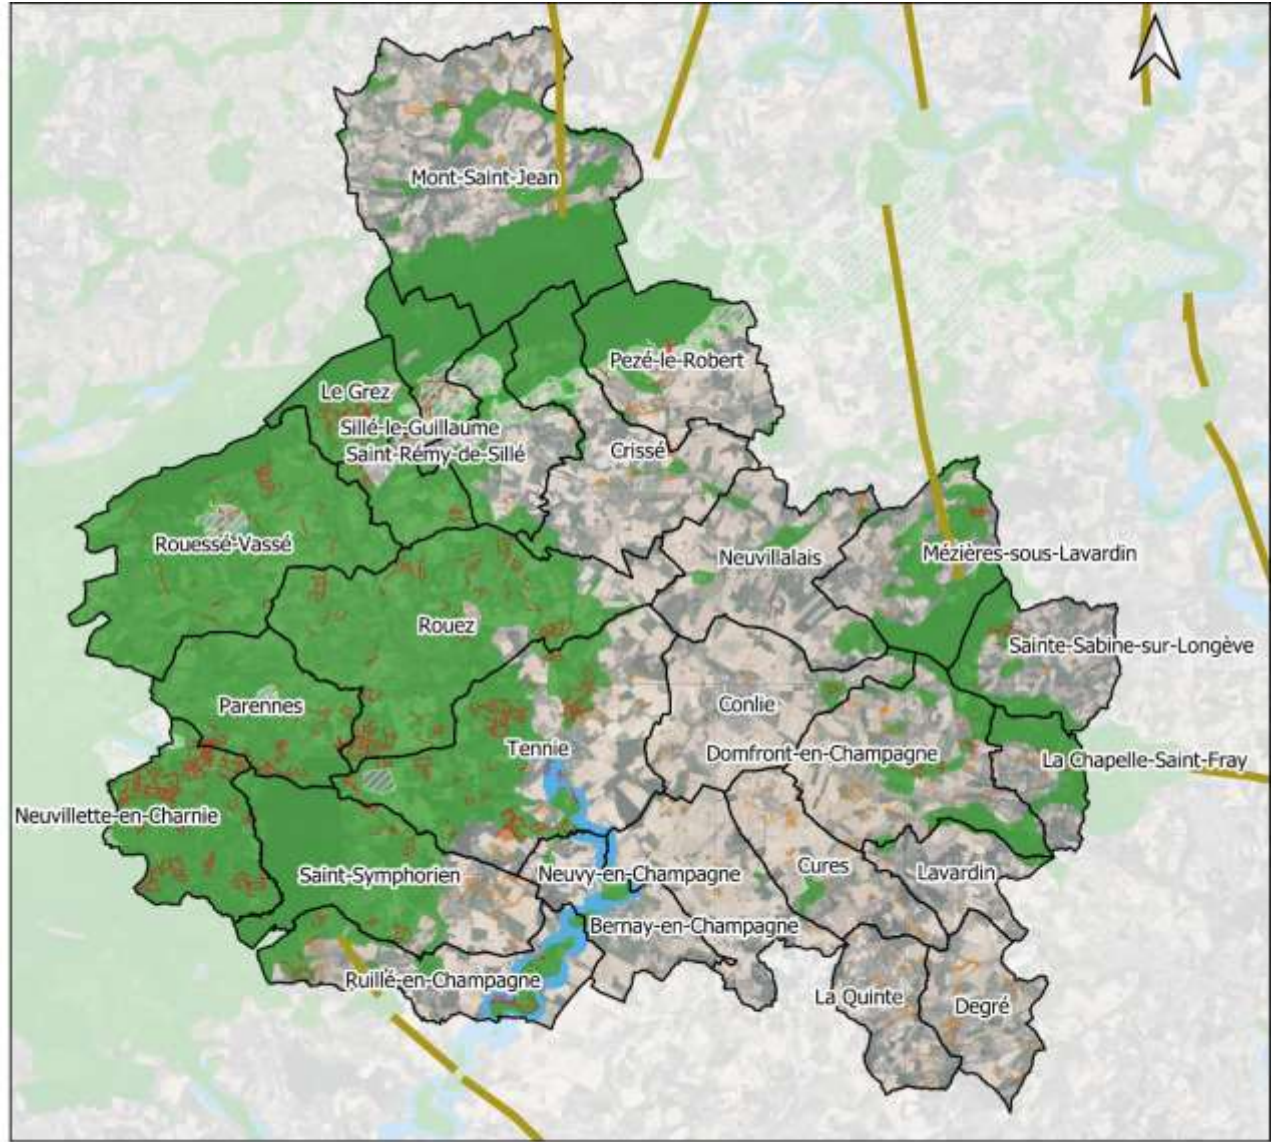 Mont-Saint-Jean
Pezé-le-Robert
Le Grez
Sillé-le-Guillaume
Saint-Rémy-de-Sillé
Crissé
Rouessé-Vassé
Neuvillalais
Mézières-sous-Lavardin
Rouez
Sainte-Sabine-sur-Longève
Parennes
Conlie
Tennie
Domfront-en-Champagne
La Chapelle-Saint-Fray
Neuvillette-en-Charnie
Saint-Symphorien
Neuvy-en-Champagne
Cures
Lavardin
Bernay-en-Champagne
Ruillé-en-Champagne
La Quinte
Degré